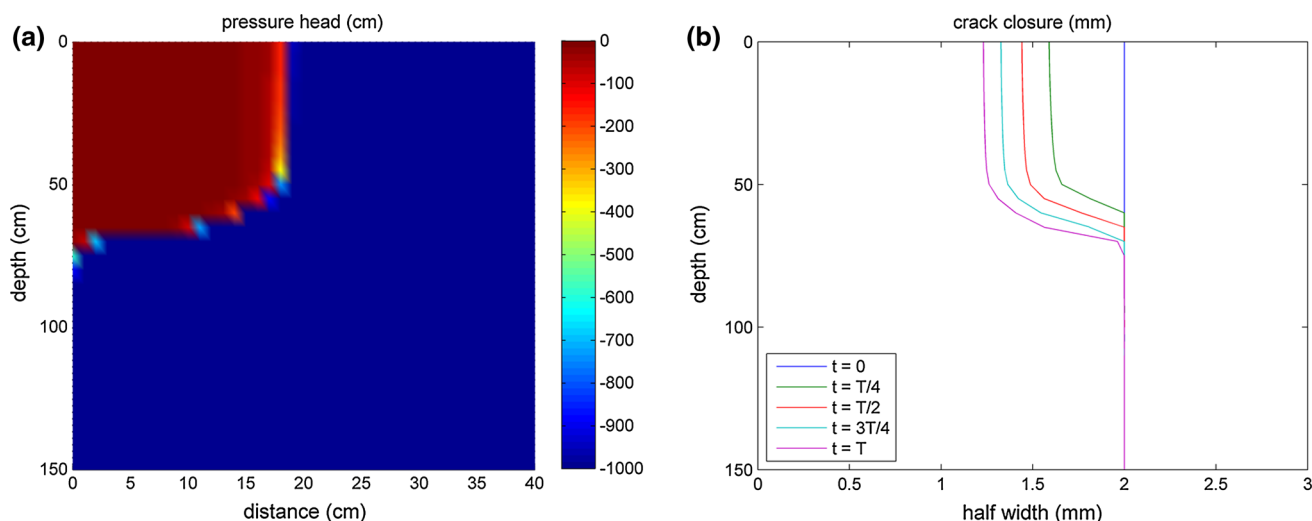 (a)
pressure head (cm)
0
50
100
150
depth (cm)
0
5
10
15
20
25
30
35
40
distance (cm)
0
-100
-200
-300
-400
-500
-600
-700
-800
-900
-1000
(b)
crack closure (mm)
0
50
100
150
depth (cm)
t = 0
t = T/4
t = T/2
t = 3T/4
t = T
0
0.5
1
1.5
2
2.5
3
half width (mm)